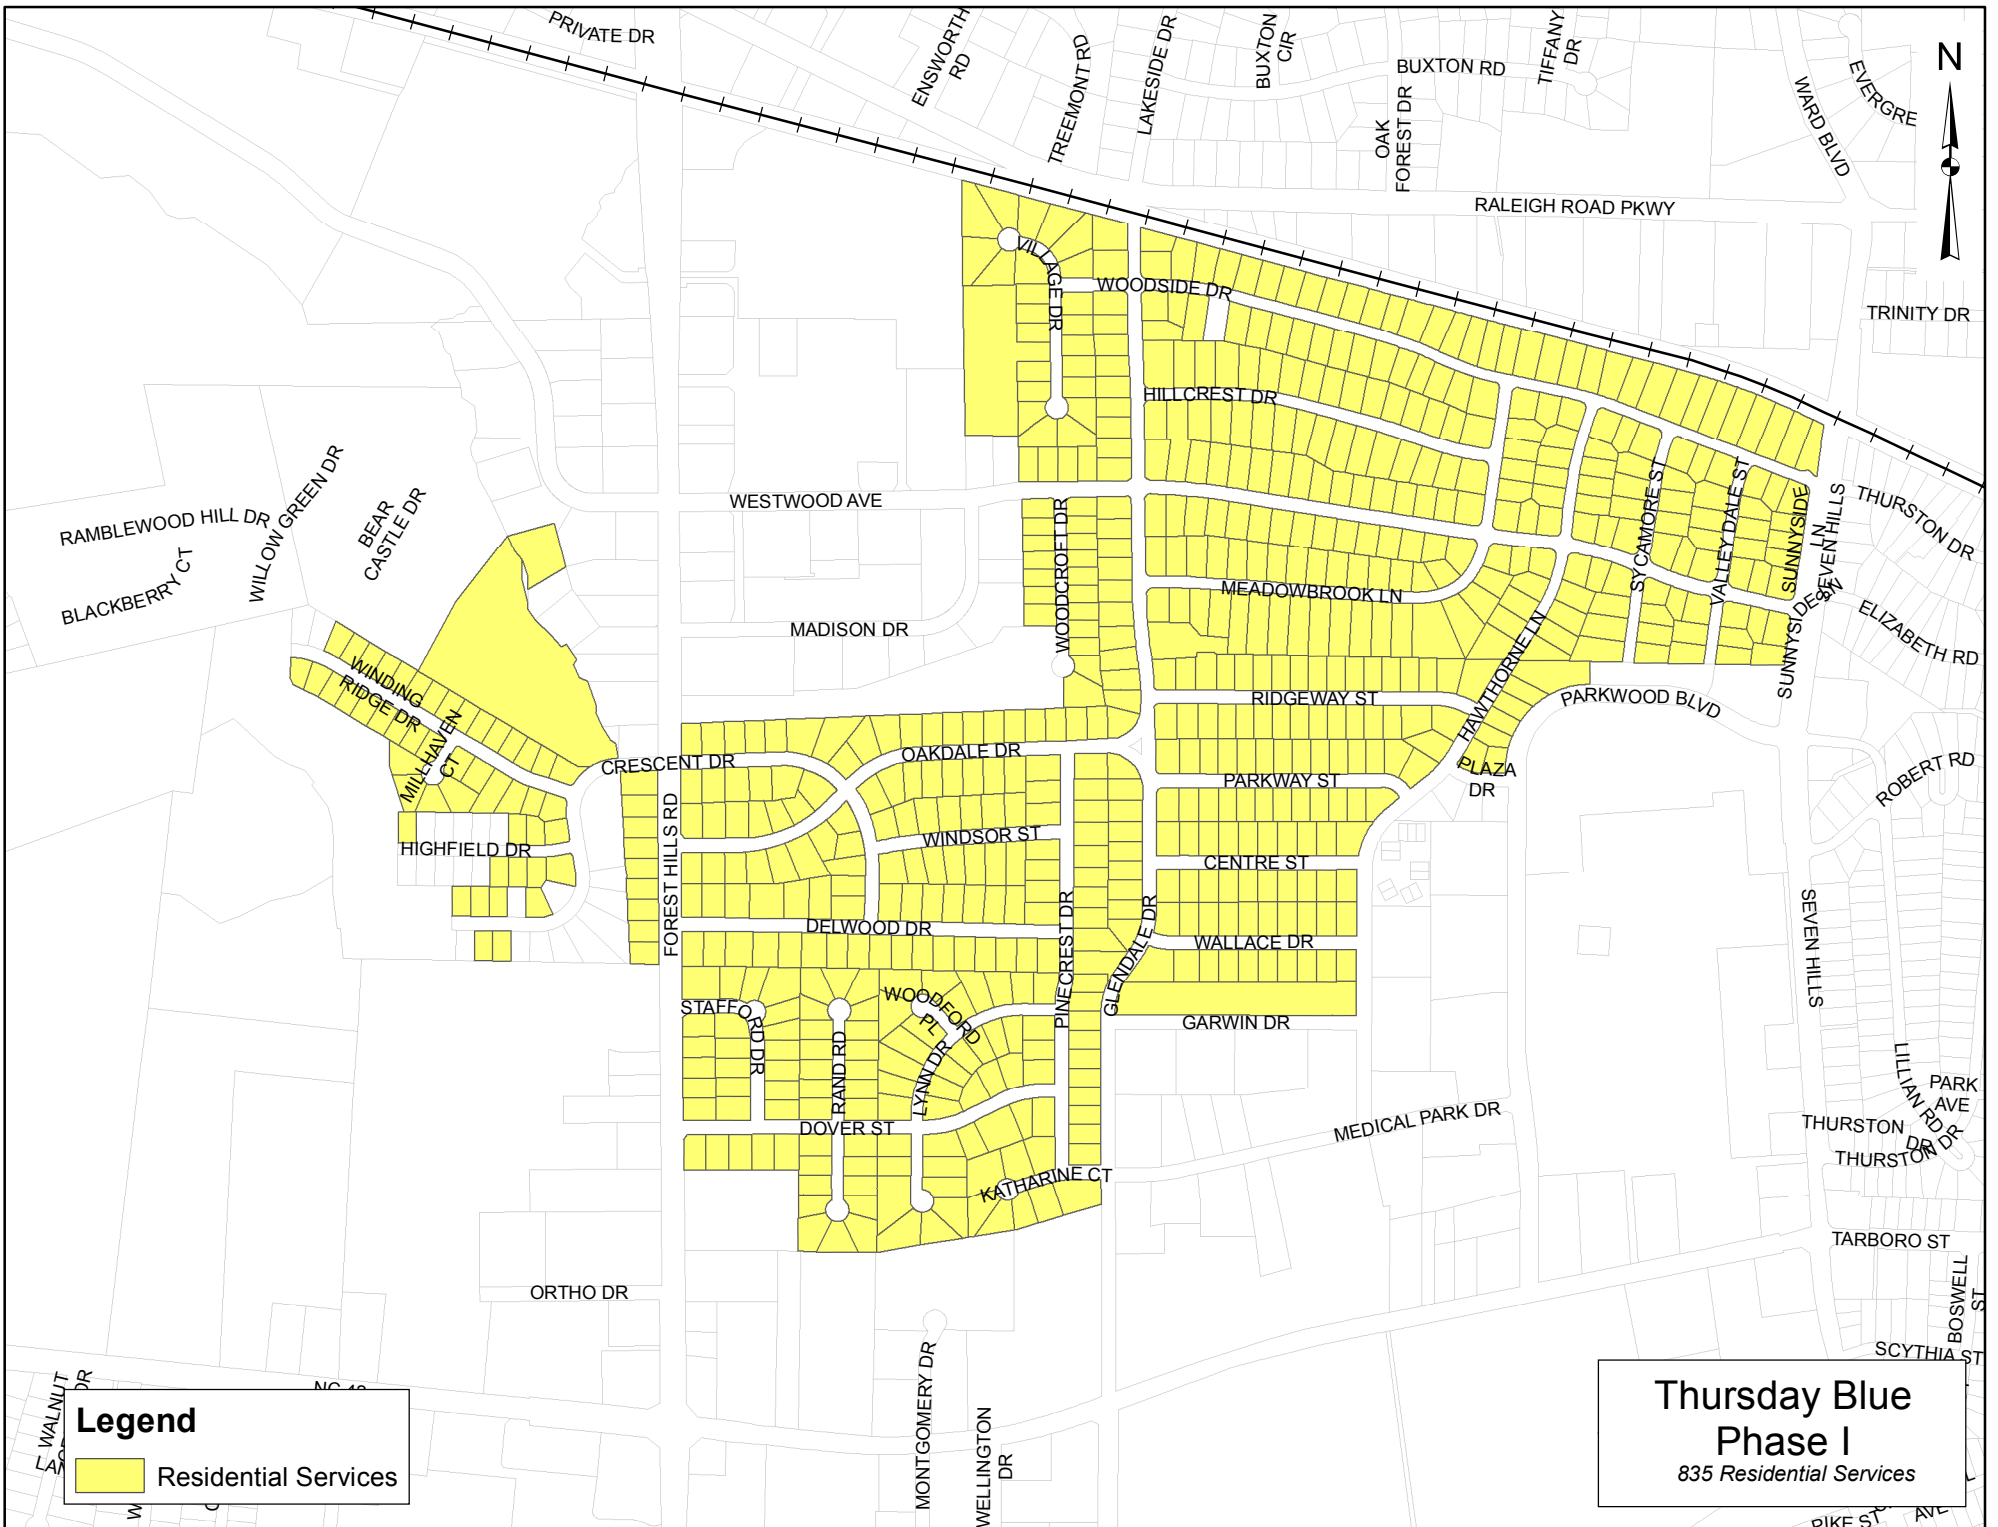 PRIVATE DR
ENSWORTH
RD
TREEMONT RD
LAKESIDE DR
BUXTON
CIR
BUXTON RD
TIFFANY
DR
OAK
FOREST DR
WARD BLVD
EVERGRE
N
RALEIGH ROAD PKWY
TRINITY DR
VILLAGE DR
WOODSIDE DR
HILLCREST DR
WESTWOOD AVE
WOODCROFT DR
MEADOWBROOK LN
SYCAMORE ST
VALLEY DALE ST
SUNNYSIDE
LN
SEVEN HILLS
THURSTON DR
ELIZABETH RD
SUNNYSIDE
RAMBLEWOOD HILL DR
BLACKBERRY CT
WILLOW GREEN DR
BEAR
CASTLE DR
MADISON DR
WINDING
RIDGE DR
MILLHAVEN
CT
RIDGEWAY ST
HAWTHORNE LN
PARKWOOD BLVD
CRESCENT DR
OAKDALE DR
PARKWAY ST
PLAZA
DR
ROBERT RD
FOREST HILLS RD
WINDSOR ST
HIGHFIELD DR
CENTRE ST
DELWOOD DR
PINECREST DR
GLENDALE DR
WALLACE DR
SEVEN HILLS
STAFFORD DR
RAND RD
WOODFORD
PL
LYNN DR
GARWIN DR
DOVER ST
MEDICAL PARK DR
LILLIAN RD
PARK
AVE
THURSTON
DR
THURSTON DR
KATHARINE CT
TARBORO ST
BOSWELL
ST
ORTHO DR
MONTGOMERY DR
WELLINGTON
DR
SCYTHIA ST
WALNUT
Legend
Residential Services
Thursday Blue
Phase I
835 Residential Services
PIKE ST
AVE